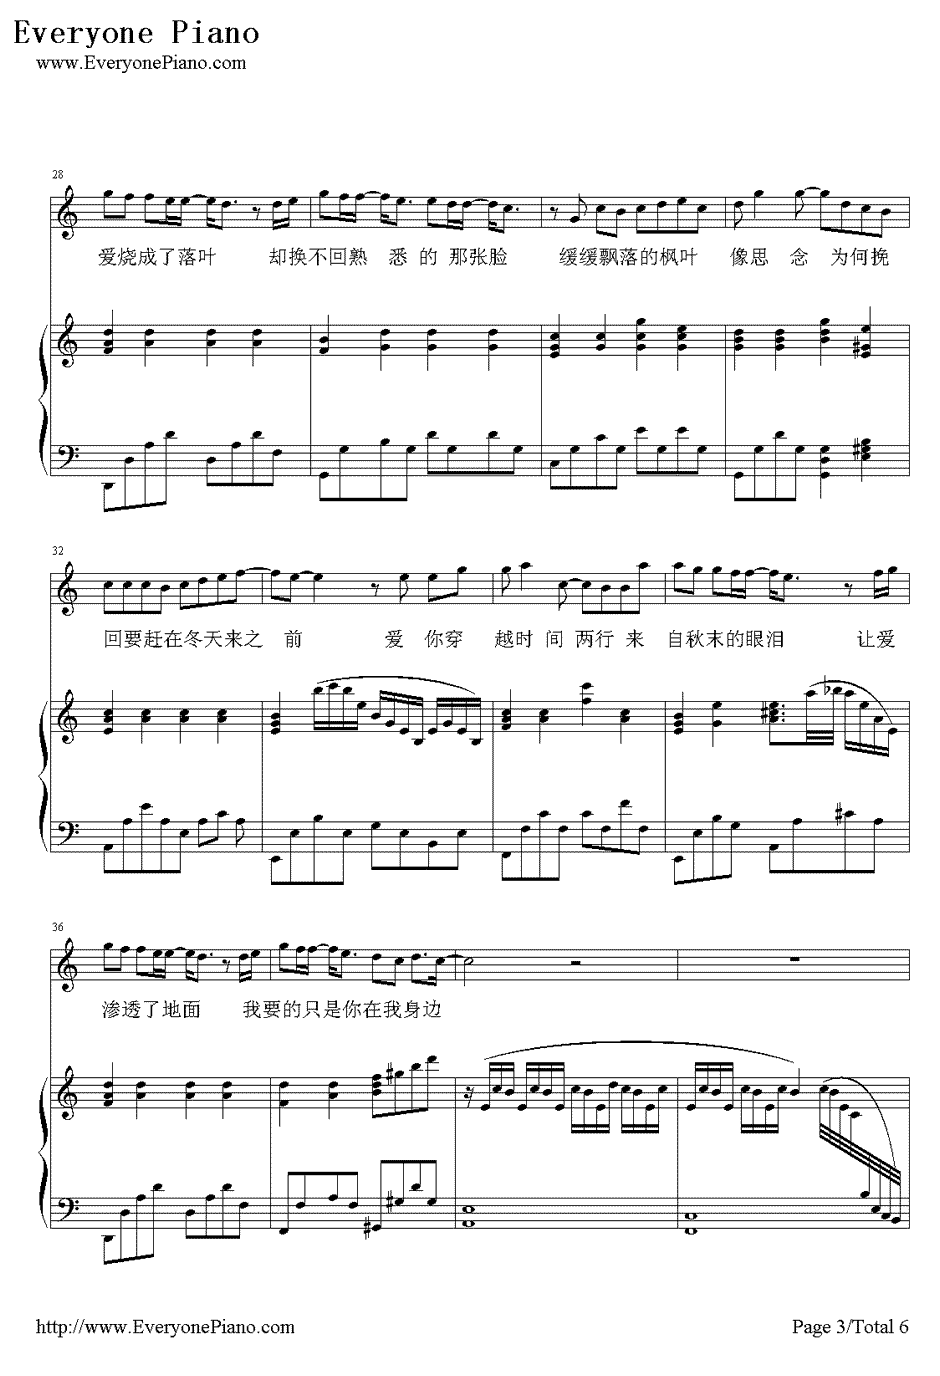 Everyone Piano
www.EveryonePiano.com
28
爱烧成了落叶 却换不回熟 悉 的 那张脸 缓缓飘落的枫叶 像思 念 为何挽
32
回要赶在冬天来之 前 爱 你穿 越时 间 两行 来 自秋末的眼泪 让爱
36
渗透了地面 我要的只是你在我身边
http://www.EveryonePiano.com Page 3/Total 6